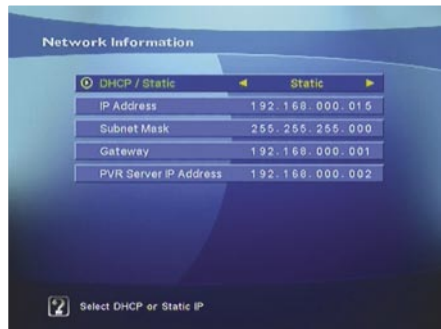 Network Information
DHCP / Static ◄ Static ►
IP Address 192.168.000.015
Subnet Mask 255.255.255.000
Gateway 192.168.000.001
PVR Server IP Address 192.168.000.002
? Select DHCP or Static IP